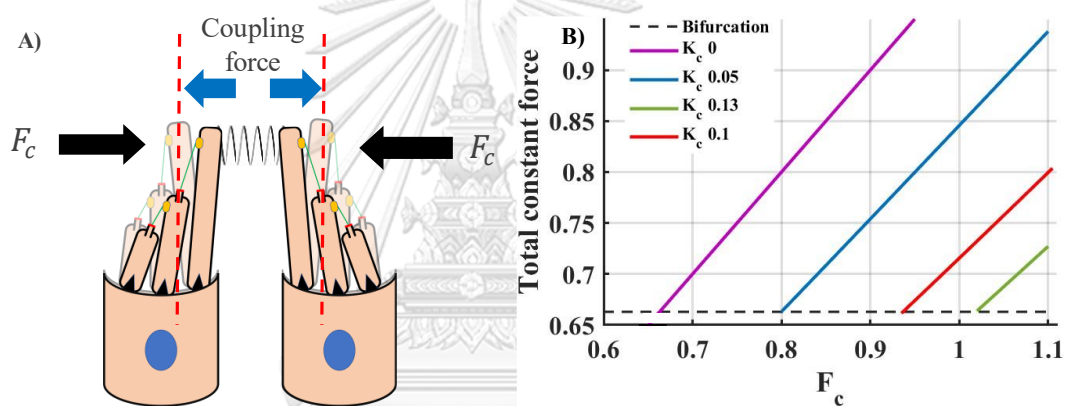 A)
Coupling
force
F_c
F_c
B)
Bifurcation
K_c 0
K_c 0.05
K_c 0.13
K_c 0.1
Total constant force
0.9
0.85
0.8
0.75
0.7
0.65
0.6 0.7 0.8 0.9 1 1.1
F_c